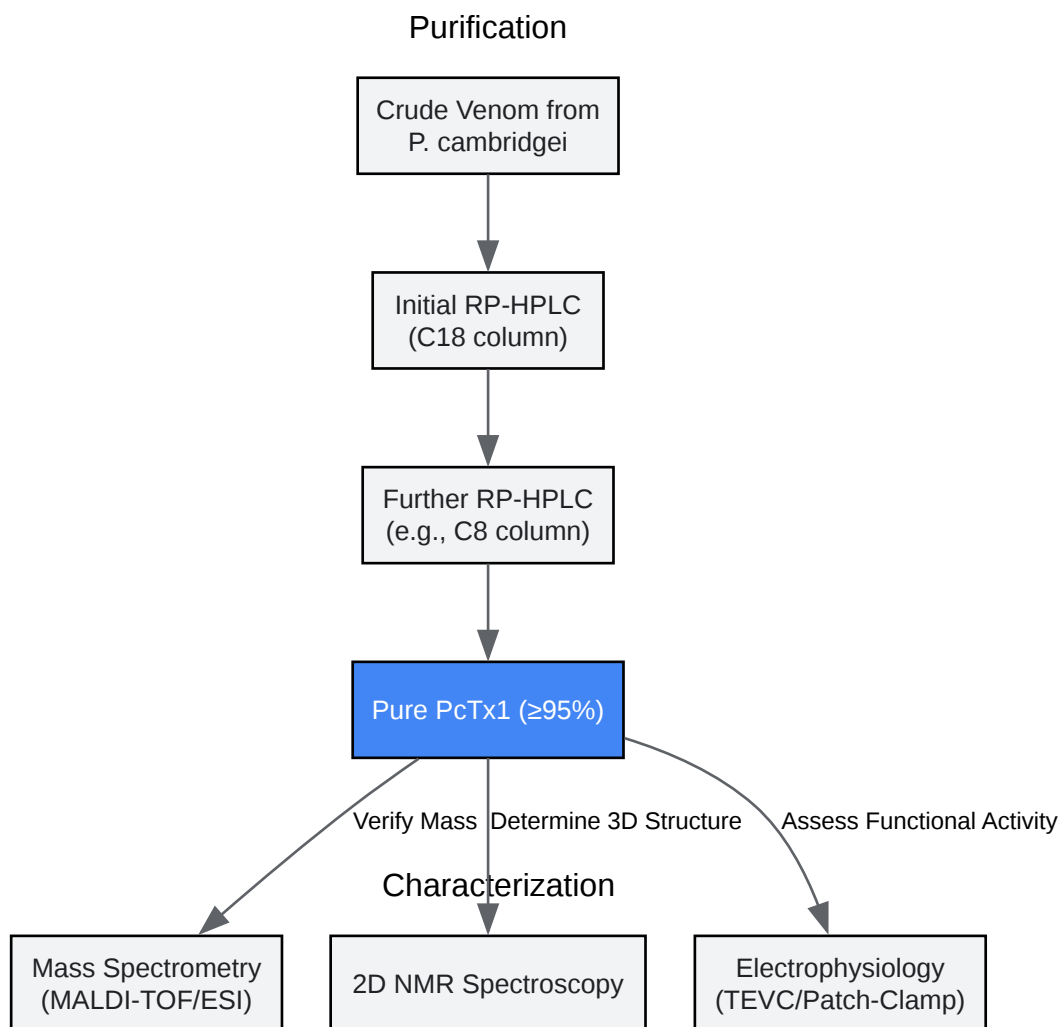 Purification
Crude Venom from
P. cambridgei
Initial RP-HPLC
(C18 column)
Further RP-HPLC
(e.g., C8 column)
Pure PcTx1 (≥95%)
Verify Mass
Determine 3D Structure
Assess Functional Activity
Characterization
Mass Spectrometry
(MALDI-TOF/ESI)
2D NMR Spectroscopy
Electrophysiology
(TEVC/Patch-Clamp)